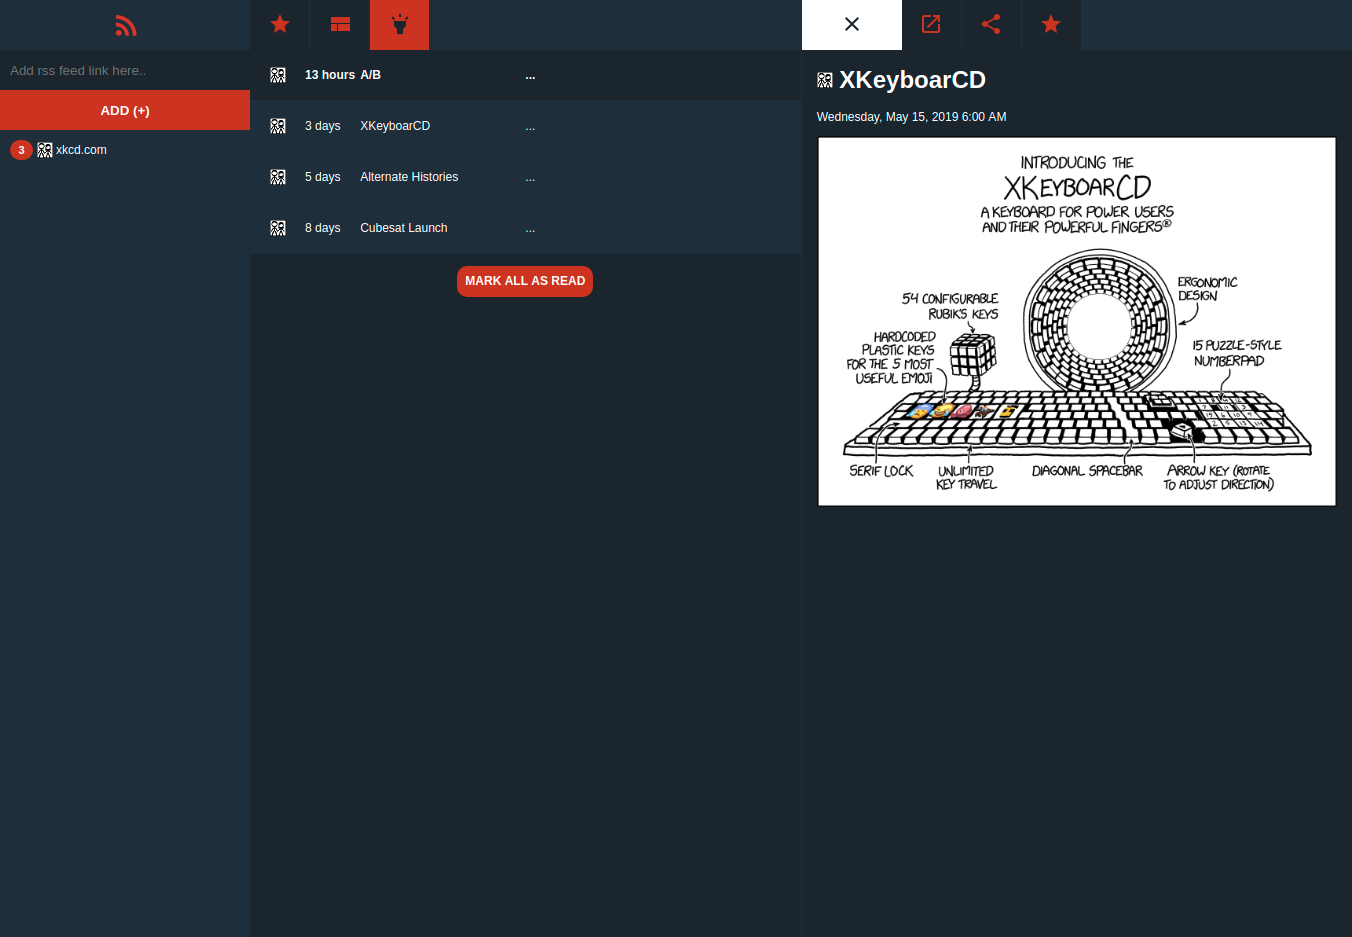 Add rss feed link here..
ADD (+)
3 xkcd.com
13 hours A/B ...
3 days XKeyboarCD ...
5 days Alternate Histories ...
8 days Cubesat Launch ...
MARK ALL AS READ
XKeyboarCD
Wednesday, May 15, 2019 6:00 AM
INTRODUCING THE
XKEYBOARCD
A KEYBOARD FOR POWER USERS
AND THEIR POWERFUL FINGERS®
ERGONOMIC
DESIGN
54 CONFIGURABLE
RUBIK'S KEYS
HARDCODED
PLASTIC KEYS
FOR THE 5 MOST
USEFUL EMOJI
15 PUZZLE-STYLE
NUMBERPAD
SERIF LOCK
UNLIMITED
KEY TRAVEL
DIAGONAL SPACEBAR
ARROW KEY (ROTATE
TO ADJUST DIRECTION)